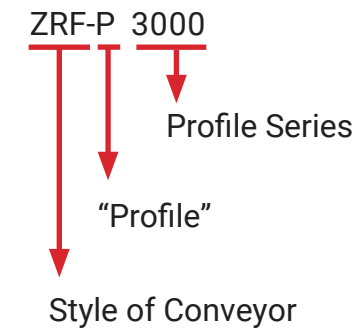 ZRF-P 3000
Profile Series
“Profile”
Style of Conveyor